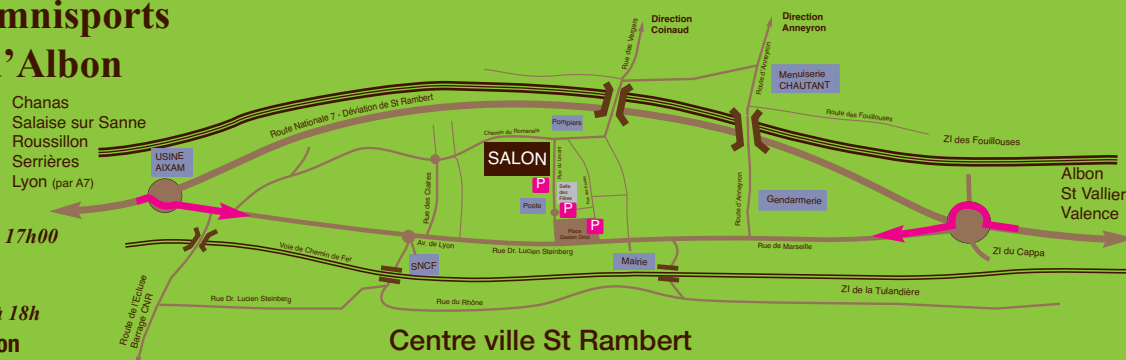 mnisports
'Albon
Chanas
Salaise sur Sanne
Roussillon
Serrières
Lyon (par A7)
17h00
18h
on
Direction
Coinaud
Direction
Anneyron
Rue des Vergers
Route d'Anneyron
Menuiserie
CHAUTANT
Route des Fouillouses
ZI des Fouillouses
Route Nationale 7 - Déviation de St Rambert
USINE
AIXAM
Pompiers
Chemin du Romanais
SALON
Rue du Levant
P
Salle
des
Fêtes
P
Poste
P
Place
Gaston Oriol
Rue des Claires
Route d'Anneyron
Gendarmerie
Albon
St Vallier
Valence
Av. de Lyon
Rue Dr. Lucien Steinberg
Rue de Marseille
ZI du Cappa
Voie de Chemin de Fer
SNCF
Mairie
ZI de la Tulandière
Rue Dr. Lucien Steinberg
Rue du Rhône
Route de l'Ecluse
Barrage CNR
Centre ville St Rambert